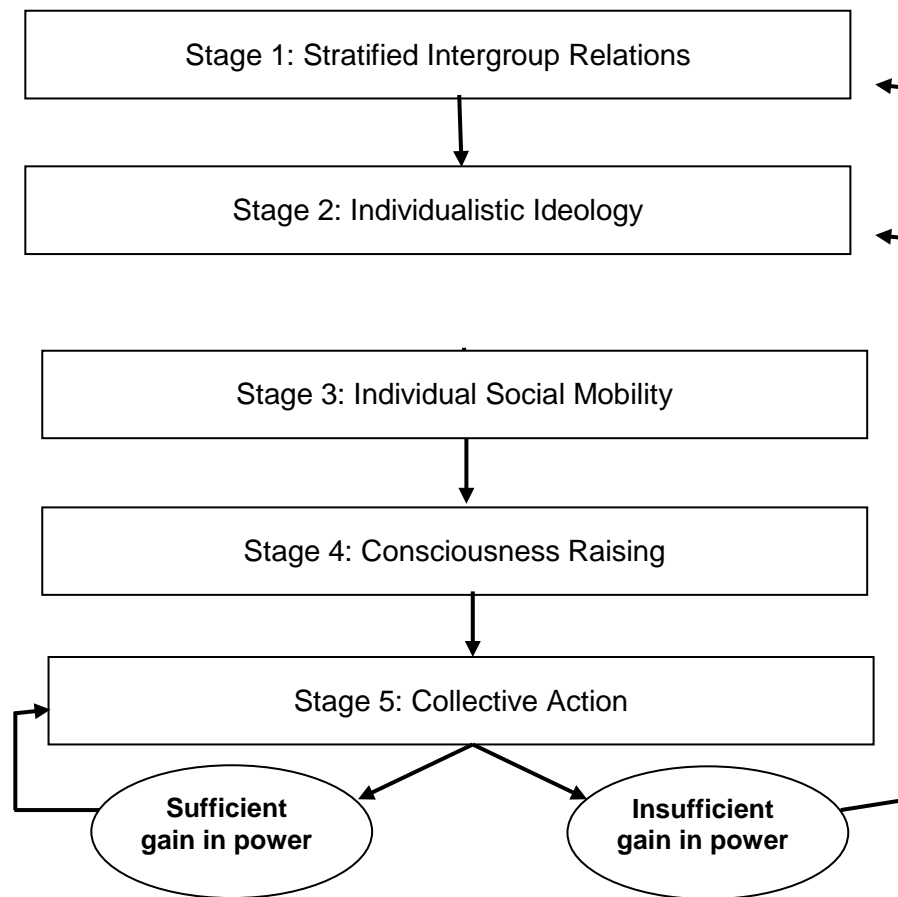 Stage 1: Stratified Intergroup Relations
Stage 2: Individualistic Ideology
Stage 3: Individual Social Mobility
Stage 4: Consciousness Raising
Stage 5: Collective Action
Sufficient
gain in power
Insufficient
gain in power